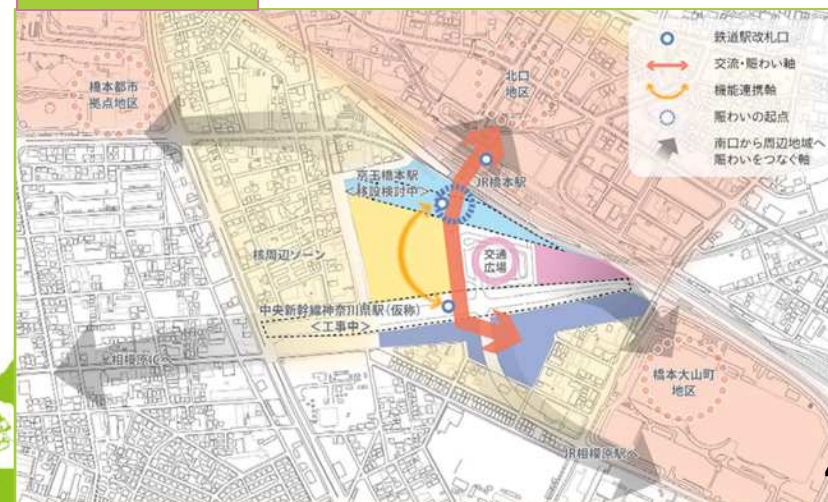 鉄道駅改札口
交流・賑わい軸
機能連携軸
賑わいの起点
南口から周辺地域へ
賑わいをつなぐ軸
橋本都市
拠点地区
北口
地区
京王橋本駅
<移設検討中>
JR橋本駅
核周辺ゾーン
交通
広場
中央新幹線神奈川県駅(仮称)
<工事中>
相模原ICへ
橋本大山町
地区
JR相模原駅へ